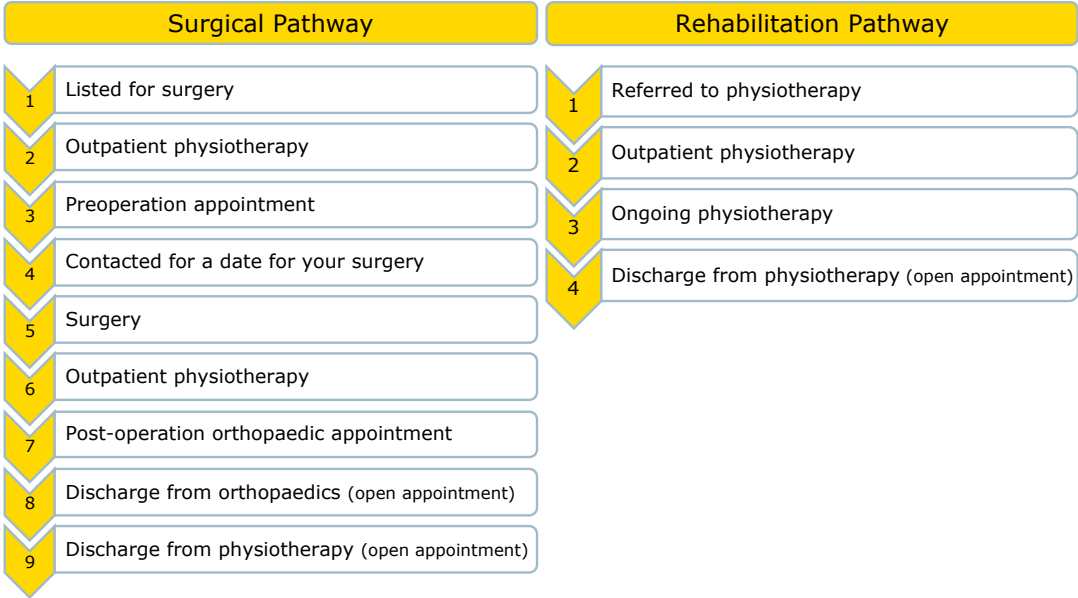 Surgical Pathway
1
Listed for surgery
2
Outpatient physiotherapy
3
Preoperation appointment
4
Contacted for a date for your surgery
5
Surgery
6
Outpatient physiotherapy
7
Post-operation orthopaedic appointment
8
Discharge from orthopaedics (open appointment)
9
Discharge from physiotherapy (open appointment)
Rehabilitation Pathway
1
Referred to physiotherapy
2
Outpatient physiotherapy
3
Ongoing physiotherapy
4
Discharge from physiotherapy (open appointment)